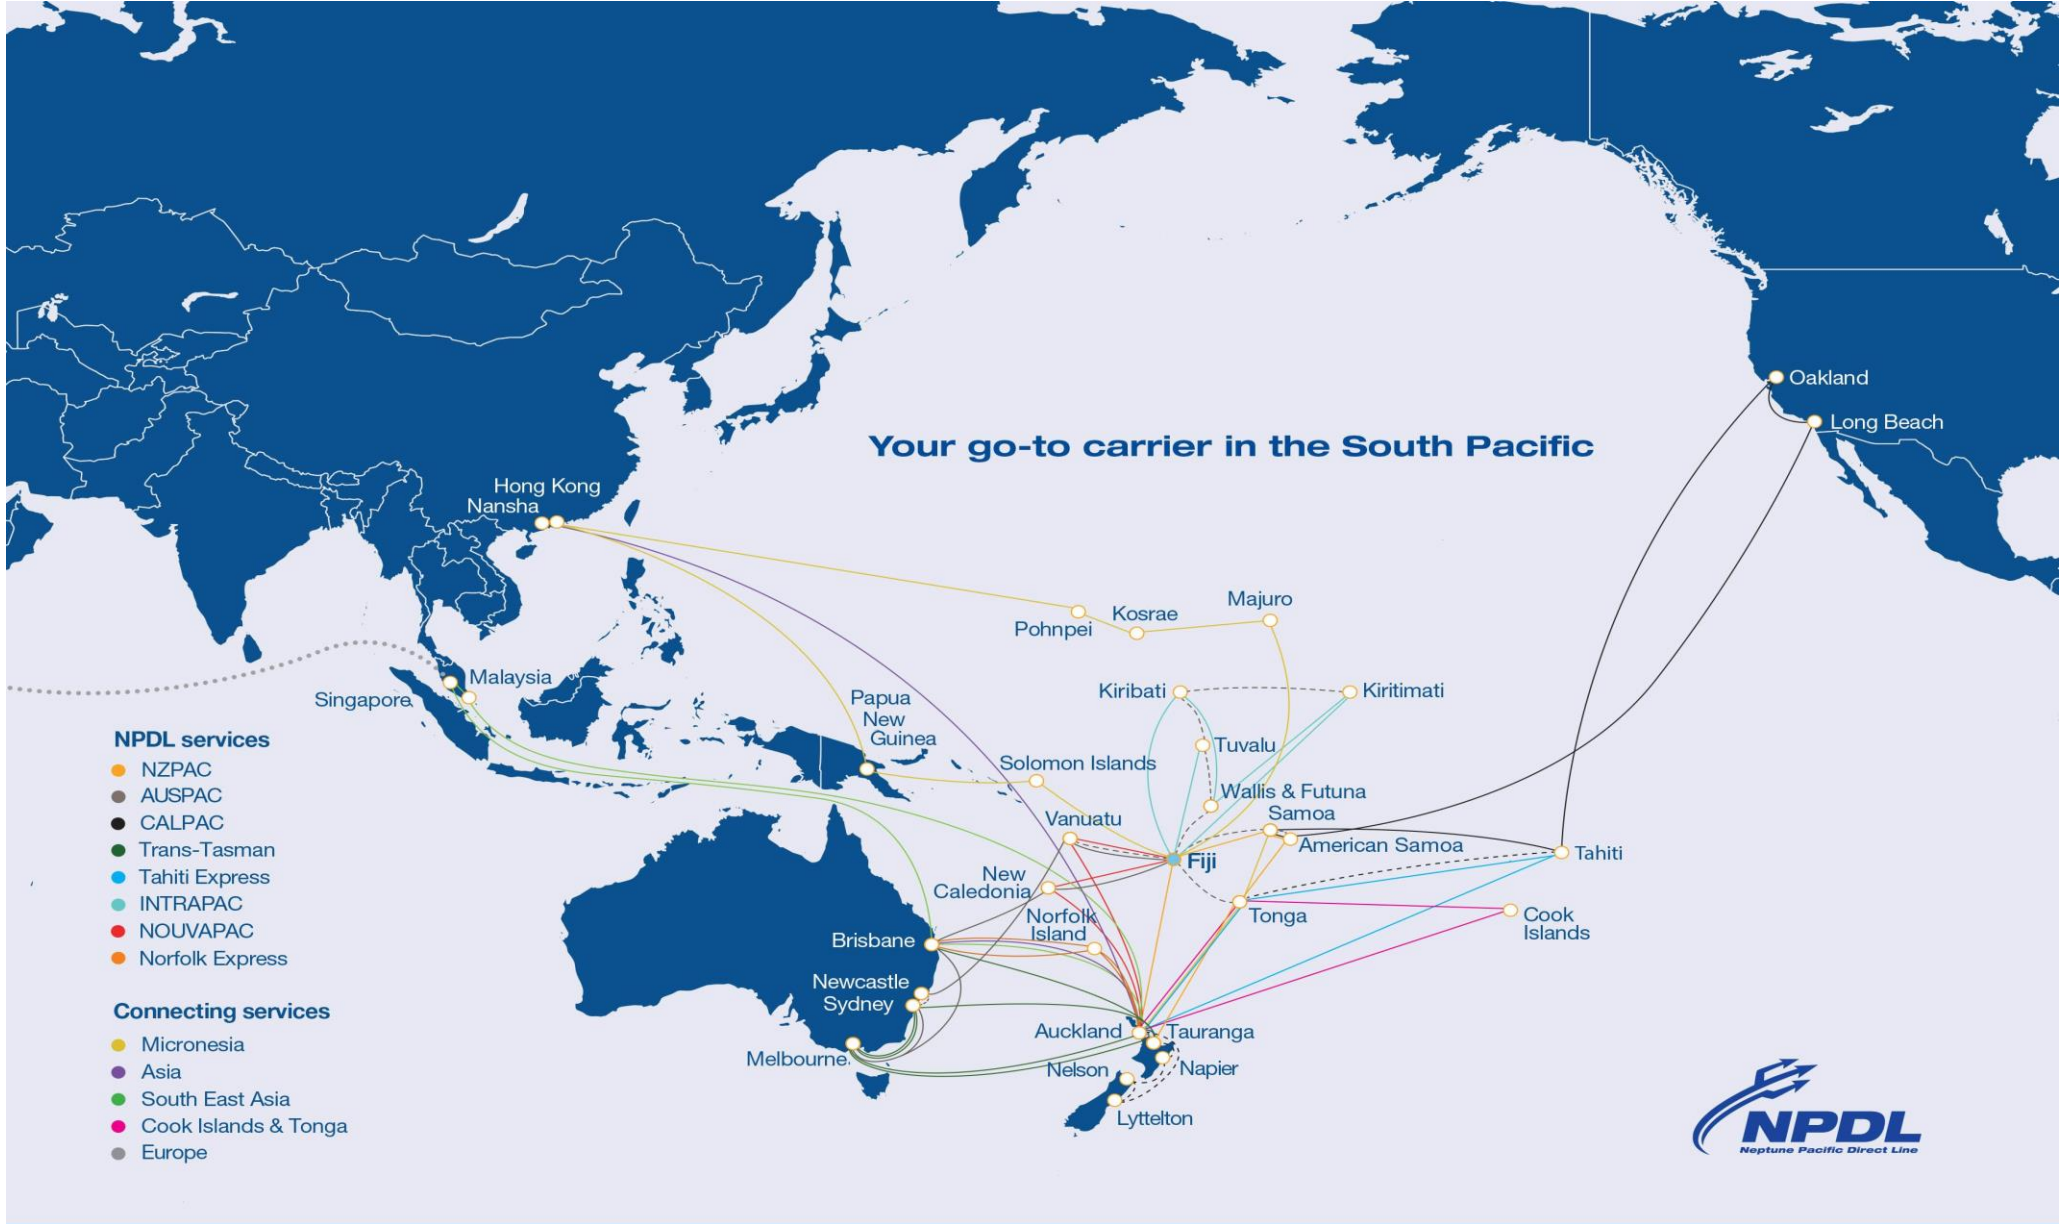 Oakland
Long Beach
Your go-to carrier in the South Pacific
Hong Kong
Nansha
Majuro
Kosrae
Pohnpei
Malaysia
Singapore
Kiribati
Kiritimati
Papua
New
Guinea
Tuvalu
Solomon Islands
Wallis & Futuna
Samoa
Vanuatu
American Samoa
Tahiti
Fiji
New
Caledonia
Norfolk
Island
Tonga
Cook
Islands
Brisbane
Newcastle
Sydney
Auckland
Tauranga
Melbourne
Nelson
Napier
Lyttelton
NPDL services
NZPAC
AUSPAC
CALPAC
Trans-Tasman
Tahiti Express
INTRAPAC
NOUVAPAC
Norfolk Express
Connecting services
Micronesia
Asia
South East Asia
Cook Islands & Tonga
Europe
NPDL
Neptune Pacific Direct Line